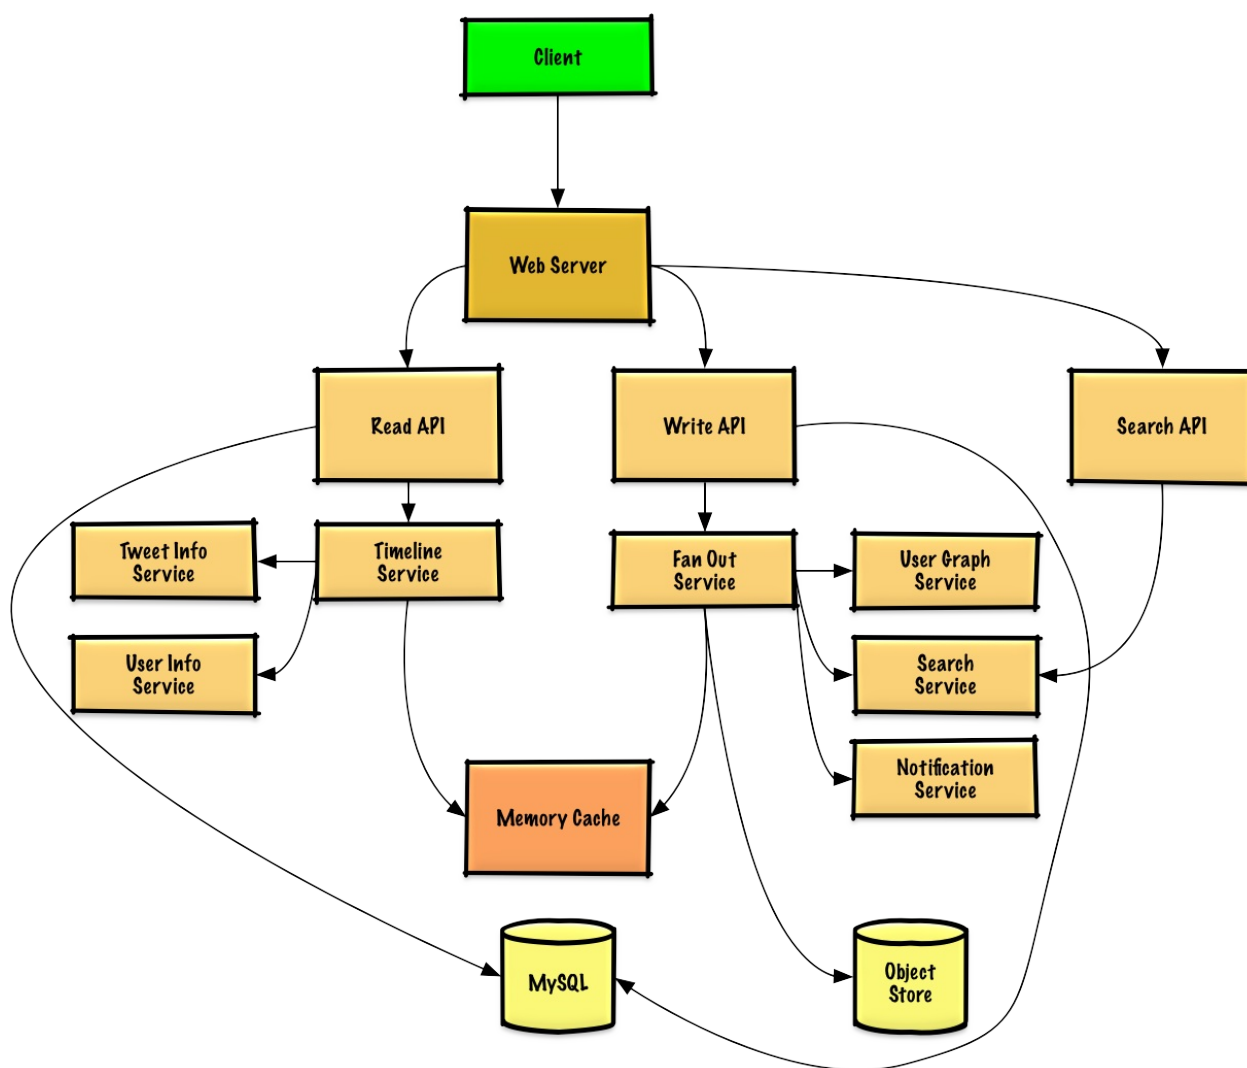 Client
Web Server
Read API
Write API
Search API
Tweet Info
Service
Timeline
Service
Fan Out
Service
User Graph
Service
User Info
Service
Search
Service
Notification
Service
Memory Cache
MySQL
Object
Store